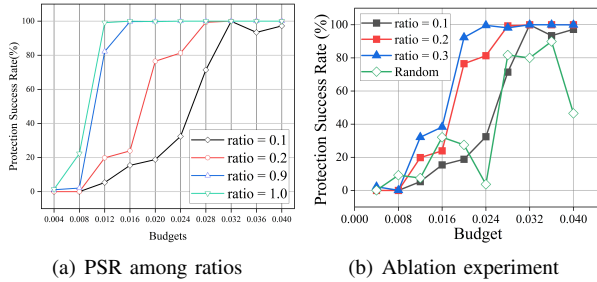 Protection Success Rate(%)
100
80
60
40
20
0
0.004 0.008 0.012 0.016 0.020 0.024 0.028 0.032 0.036 0.040
Budgets
ratio = 0.1
ratio = 0.2
ratio = 0.9
ratio = 1.0
(a) PSR among ratios
Protection Success Rate (%)
100
80
60
40
20
0
0.000 0.008 0.016 0.024 0.032 0.040
Budget
ratio = 0.1
ratio = 0.2
ratio = 0.3
Random
(b) Ablation experiment